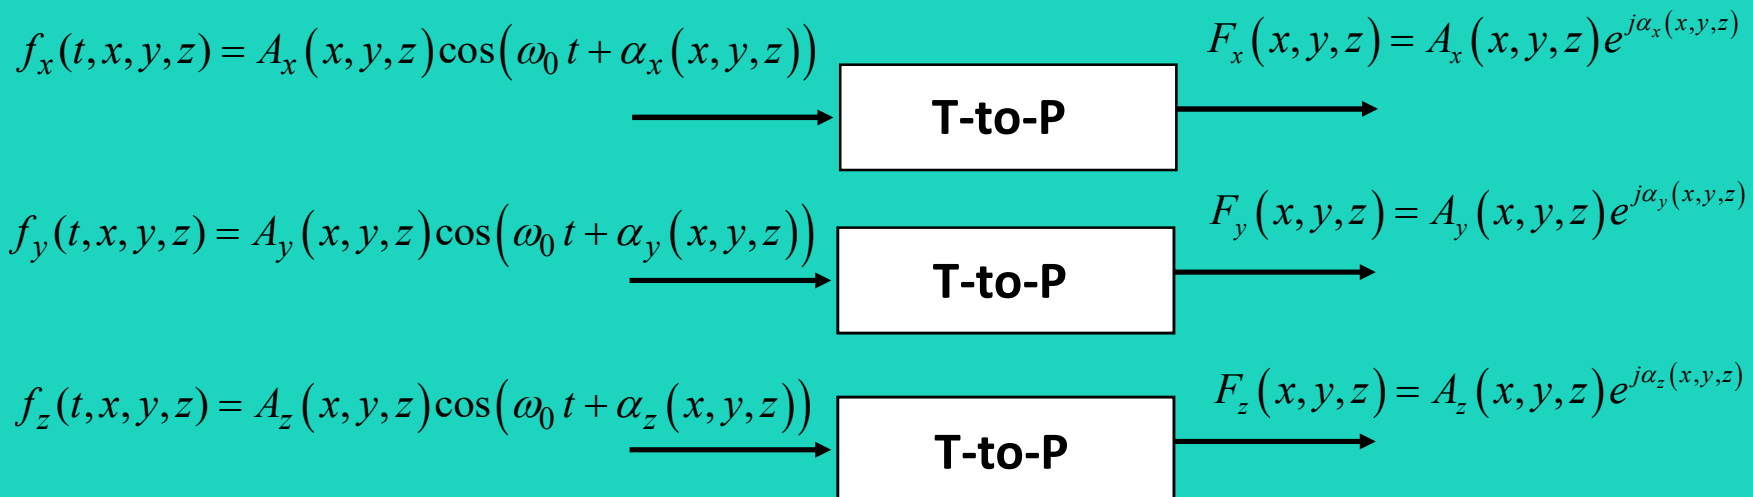 f_x(t,x,y,z) = A_x(x,y,z)cos(ω_0 t + α_x(x,y,z))
F_x(x,y,z) = A_x(x,y,z)e^{jα_x(x,y,z)}
T-to-P
f_y(t,x,y,z) = A_y(x,y,z)cos(ω_0 t + α_y(x,y,z))
F_y(x,y,z) = A_y(x,y,z)e^{jα_y(x,y,z)}
T-to-P
f_z(t,x,y,z) = A_z(x,y,z)cos(ω_0 t + α_z(x,y,z))
F_z(x,y,z) = A_z(x,y,z)e^{jα_z(x,y,z)}
T-to-P